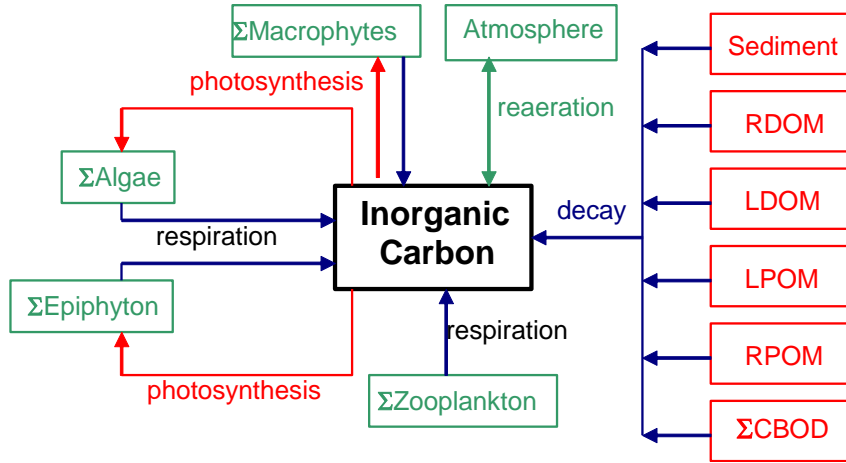 ΣMacrophytes
Atmosphere
Sediment
photosynthesis
reaeration
RDOM
ΣAlgae
LDOM
Inorganic
Carbon
decay
respiration
LPOM
ΣEpiphyton
respiration
RPOM
photosynthesis
ΣZooplankton
ΣCBOD